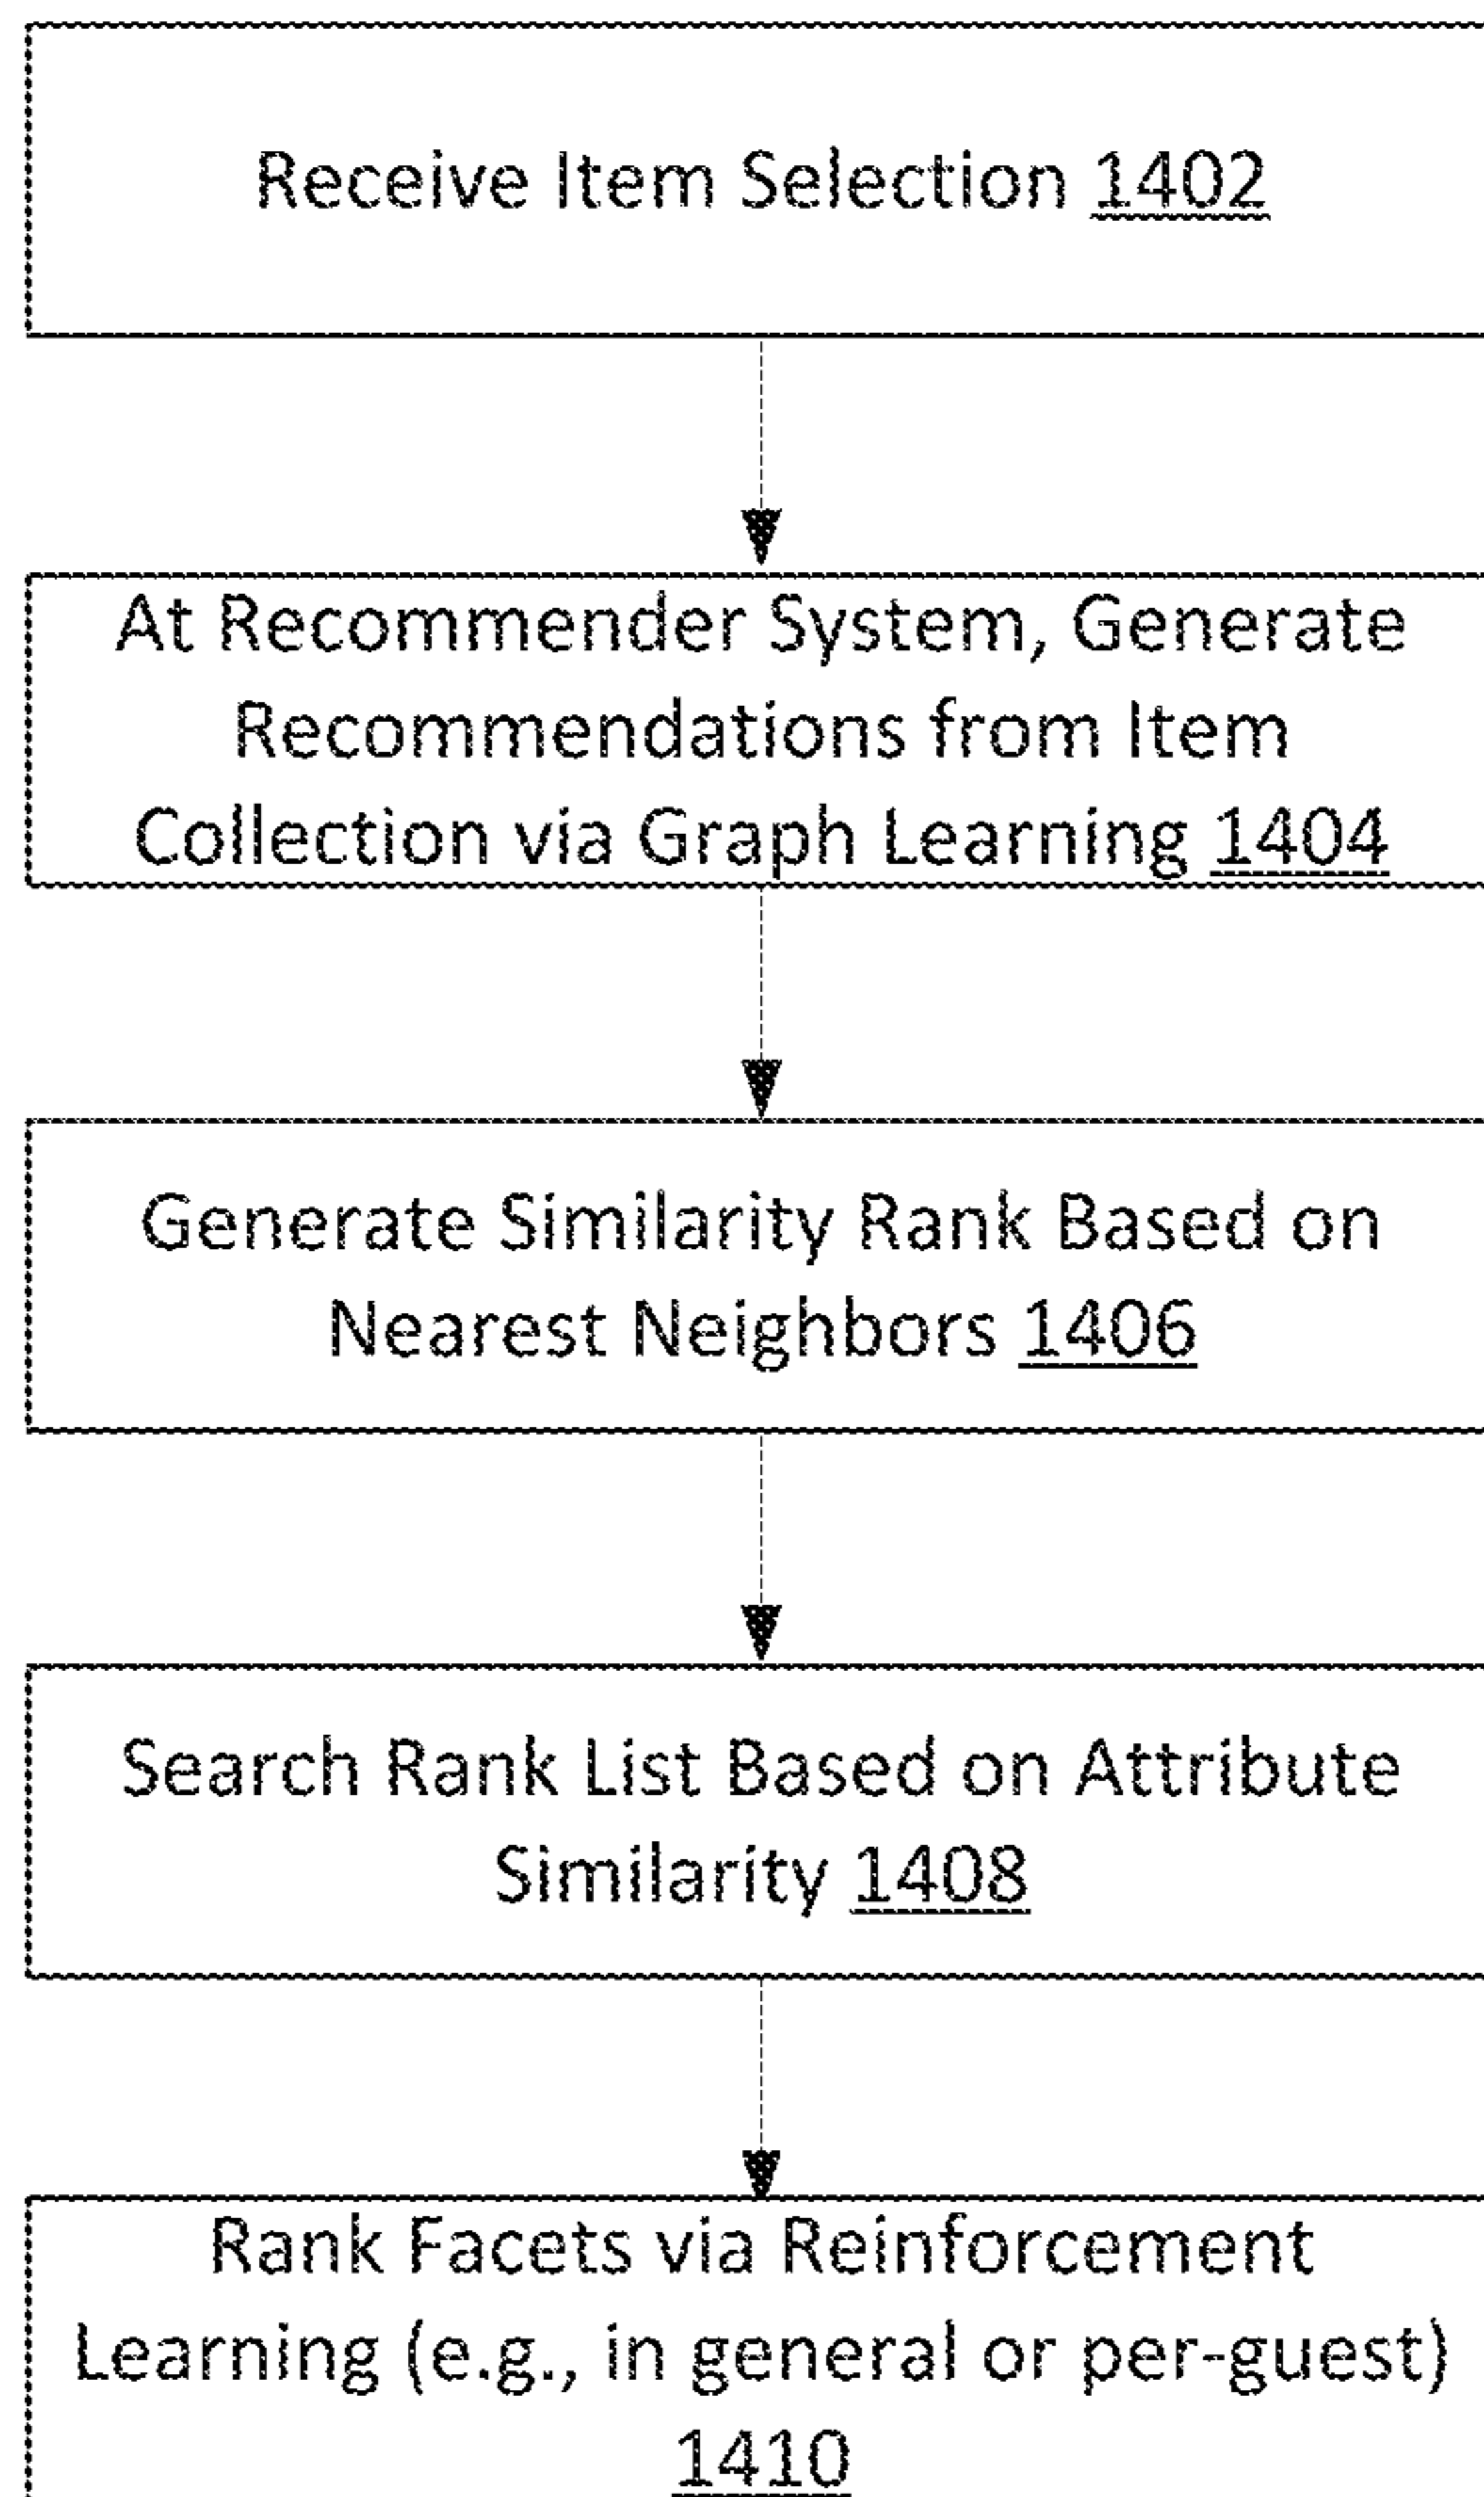 Receive Item Selection 1402
At Recommender System, Generate
Recommendations from Item
Collection via Graph Learning 1404
Generate Similarity Rank Based on
Nearest Neighbors 1406
Search Rank List Based on Attribute
Similarity 1408
Rank Facets via Reinforcement
Learning (e.g., in general or per-guest)
1410